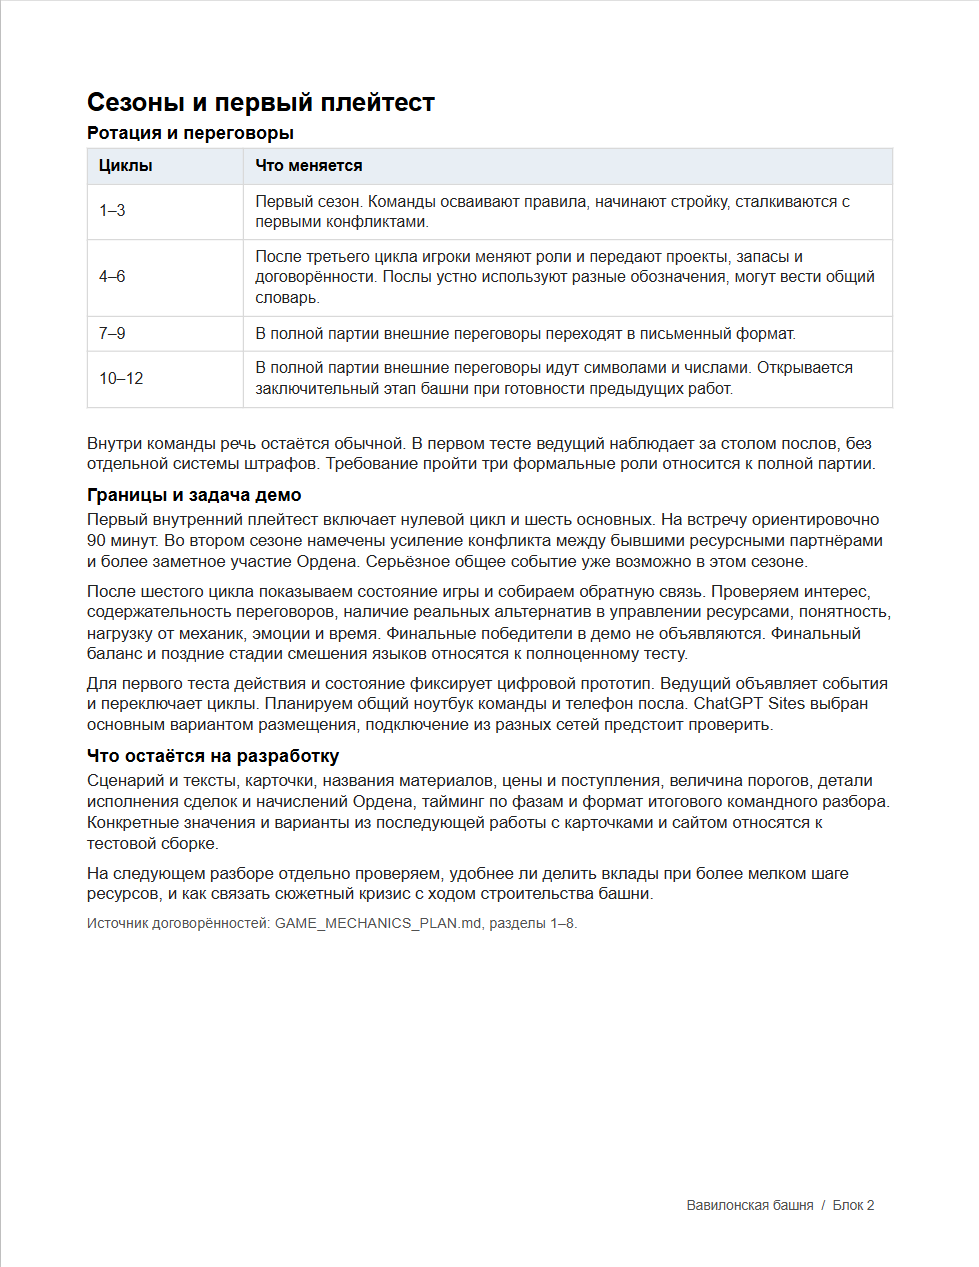 Сезоны и первый плейтест
Ротация и переговоры
Циклы Что меняется
1–3 Первый сезон. Команды осваивают правила, начинают стройку, сталкиваются с
первыми конфликтами.
4–6 После третьего цикла игроки меняют роли и передают проекты, запасы и
договорённости. Послы устно используют разные обозначения, могут вести общий
словарь.
7–9 В полной партии внешние переговоры переходят в письменный формат.
10–12 В полной партии внешние переговоры идут символами и числами. Открывается
заключительный этап башни при готовности предыдущих работ.
Внутри команды речь остаётся обычной. В первом тесте ведущий наблюдает за столом послов, без
отдельной системы штрафов. Требование пройти три формальные роли относится к полной партии.
Границы и задача демо
Первый внутренний плейтест включает нулевой цикл и шесть основных. На встречу ориентировочно
90 минут. Во втором сезоне намечены усиление конфликта между бывшими ресурсными партнёрами
и более заметное участие Ордена. Серьёзное общее событие уже возможно в этом сезоне.
После шестого цикла показываем состояние игры и собираем обратную связь. Проверяем интерес,
содержательность переговоров, наличие реальных альтернатив в управлении ресурсами, понятность,
нагрузку от механик, эмоции и время. Финальные победители в демо не объявляются. Финальный
баланс и поздние стадии смешения языков относятся к полноценному тесту.
Для первого теста действия и состояние фиксирует цифровой прототип. Ведущий объявляет события
и переключает циклы. Планируем общий ноутбук команды и телефон посла. ChatGPT Sites выбран
основным вариантом размещения, подключение из разных сетей предстоит проверить.
Что остаётся на разработку
Сценарий и тексты, карточки, названия материалов, цены и поступления, величина порогов, детали
исполнения сделок и начислений Ордена, тайминг по фазам и формат итогового командного разбора.
Конкретные значения и варианты из последующей работы с карточками и сайтом относятся к
тестовой сборке.
На следующем разборе отдельно проверяем, удобнее ли делить вклады при более мелком шаге
ресурсов, и как связать сюжетный кризис с ходом строительства башни.
Источник договорённостей: GAME_MECHANICS_PLAN.md, разделы 1–8.
Вавилонская башня / Блок 2